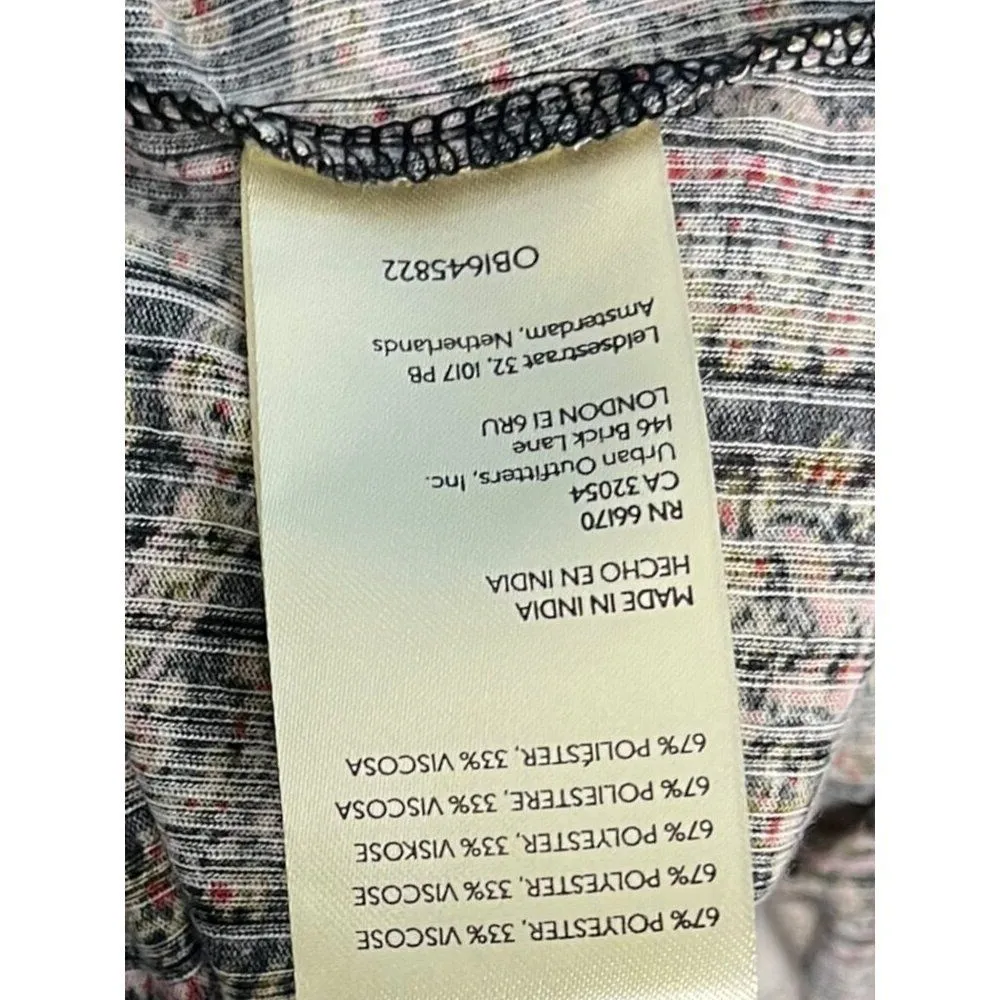 67% POLYESTER, 33% VISCOSE
67% POLYESTER, 33% VISCOSE
67% POLYESTER, 33% VISKOSE
67% POLIESTERE, 33% VISCOSA
67% POLIÉSTER, 33% VISCOSA
MADE IN INDIA
HECHO EN INDIA
RN 66170
CA 32054
Urban Outfitters, Inc.
146 Brick Lane
LONDON E1 6RU
Leidsestraat 32, 1017 PB
Amsterdam, Netherlands
OB1645822